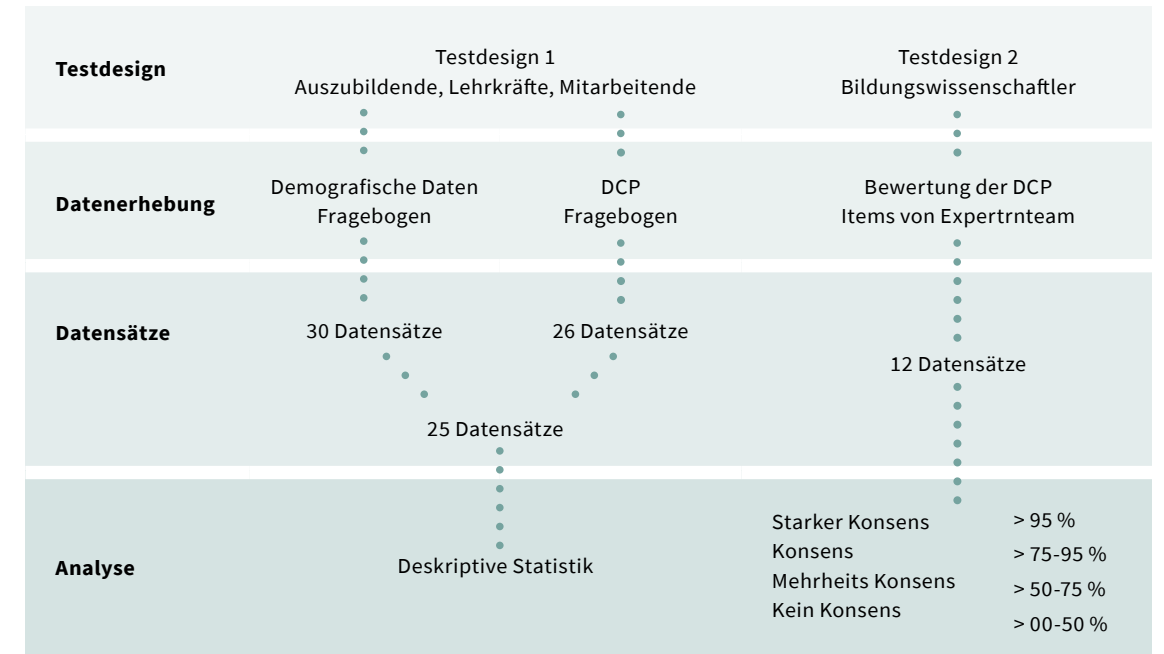 Testdesign
Testdesign 1
Auszubildende, Lehrkräfte, Mitarbeitende
Testdesign 2
Bildungswissenschaftler
Datenerhebung
Demografische Daten
Fragebogen
DCP
Fragebogen
Bewertung der DCP
Items von Expertrnteam
Datensätze
30 Datensätze
26 Datensätze
25 Datensätze
12 Datensätze
Analyse
Deskriptive Statistik
Starker Konsens > 95 %
Konsens > 75-95 %
Mehrheits Konsens > 50-75 %
Kein Konsens > 00-50 %